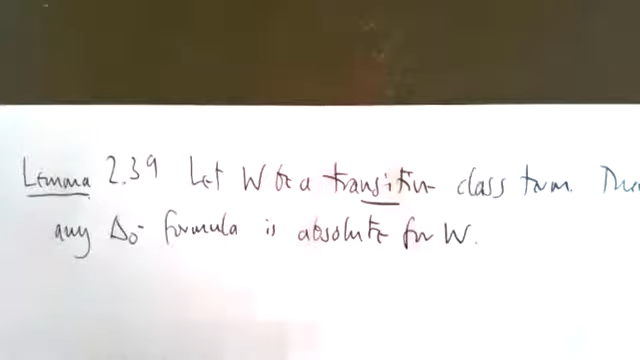 Lemma 2.39 Let W be a transitive class term. Then
any Δ₀- formula is absolute for W.